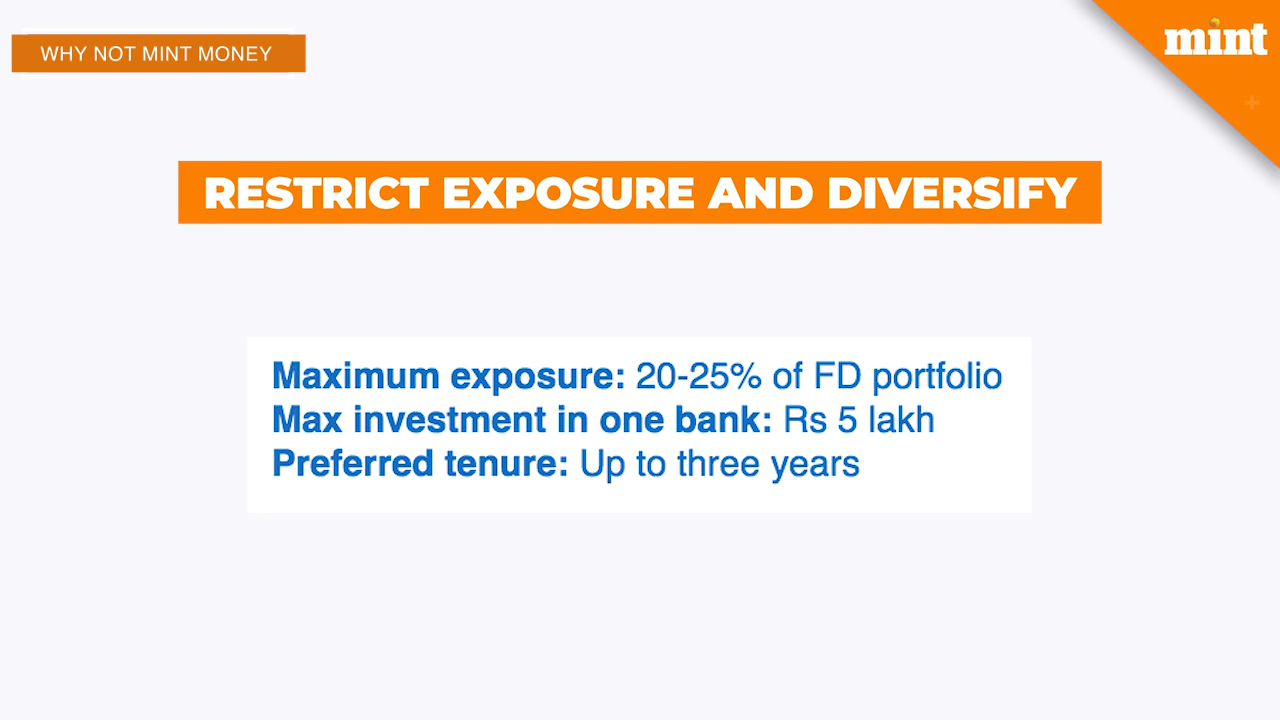 WHY NOT MINT MONEY
mint
RESTRICT EXPOSURE AND DIVERSIFY
Maximum exposure: 20-25% of FD portfolio
Max investment in one bank: Rs 5 lakh
Preferred tenure: Up to three years